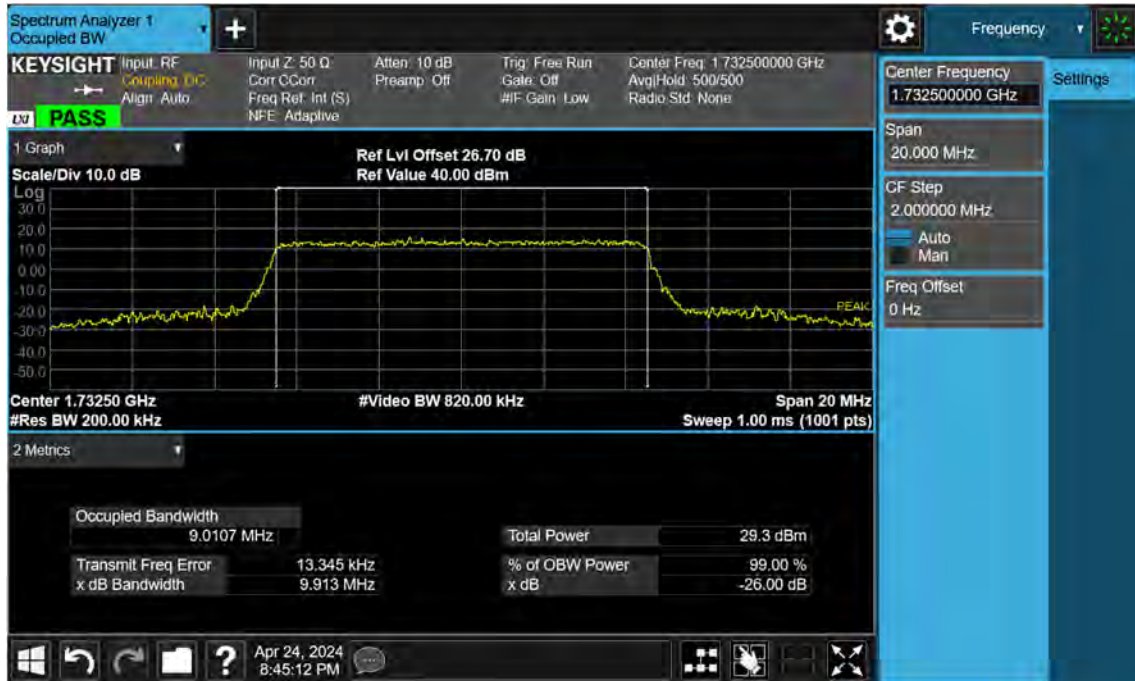 Spectrum Analyzer 1
Occupied BW
+
Frequency
KEYSIGHT
Input: RF
Coupling: DC
Align: Auto
Input Z: 50 Ω
Corr CCorr
Freq Ref: Int (S)
NFE: Adaptive
Atten: 10 dB
Preamp: Off
Trig: Free Run
Gate: Off
#IF Gain: Low
Center Freq: 1.732500000 GHz
Avg|Hold: 500/500
Radio Std: None
LXI
PASS
Center Frequency
1.732500000 GHz
Settings
Span
20.000 MHz
CF Step
2.000000 MHz
Auto
Man
Freq Offset
0 Hz
1 Graph
Scale/Div 10.0 dB
Ref Lvl Offset 26.70 dB
Ref Value 40.00 dBm
Log
30.0
20.0
10.0
0.00
-10.0
-20.0
-30.0
-40.0
-50.0
PEAK
Center 1.73250 GHz
#Video BW 820.00 kHz
Span 20 MHz
#Res BW 200.00 kHz
Sweep 1.00 ms (1001 pts)
2 Metrics
Occupied Bandwidth
9.0107 MHz
Total Power 29.3 dBm
Transmit Freq Error 13.345 kHz
% of OBW Power 99.00 %
x dB Bandwidth 9.913 MHz
x dB -26.00 dB
?
Apr 24, 2024
8:45:12 PM